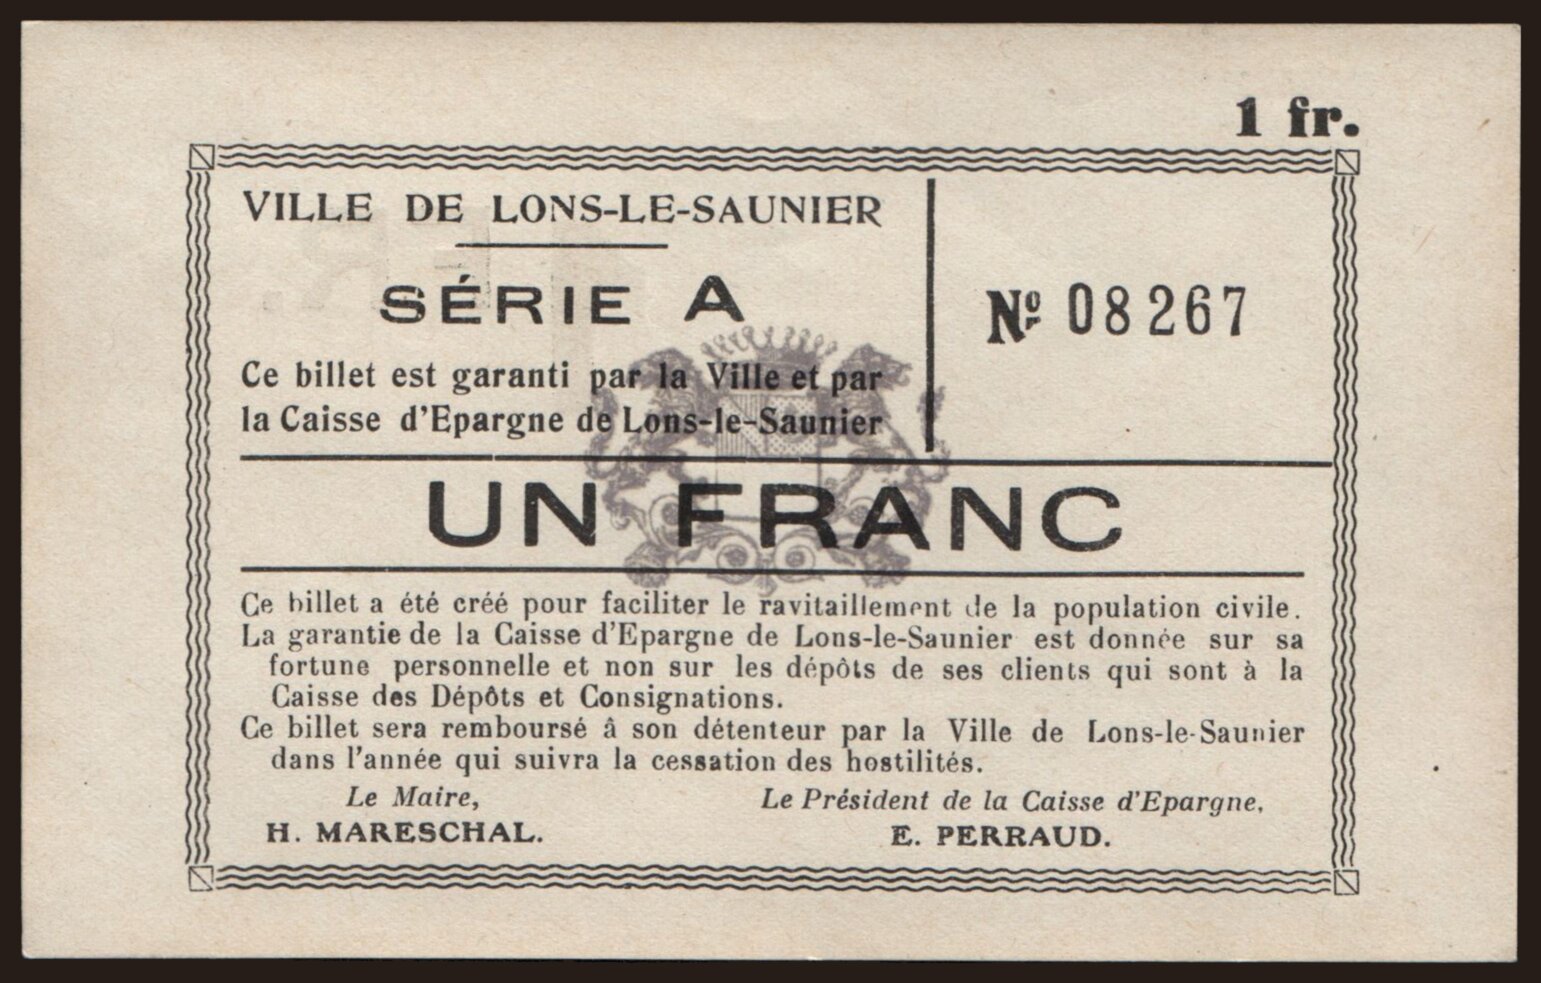 1 fr.
VILLE DE LONS-LE-SAUNIER
SÉRIE A
Nº 08267
Ce billet est garanti par la Ville et par
la Caisse d'Epargne de Lons-le-Saunier
UN FRANC
Ce billet a été créé pour faciliter le ravitaillement de la population civile.
La garantie de la Caisse d'Epargne de Lons-le-Saunier est donnée sur sa
fortune personnelle et non sur les dépôts de ses clients qui sont à la
Caisse des Dépôts et Consignations.
Ce billet sera remboursé â son détenteur par la Ville de Lons-le-Saunier
dans l'année qui suivra la cessation des hostilités.
Le Maire,
H. MARESCHAL.
Le Président de la Caisse d'Epargne,
E. PERRAUD.